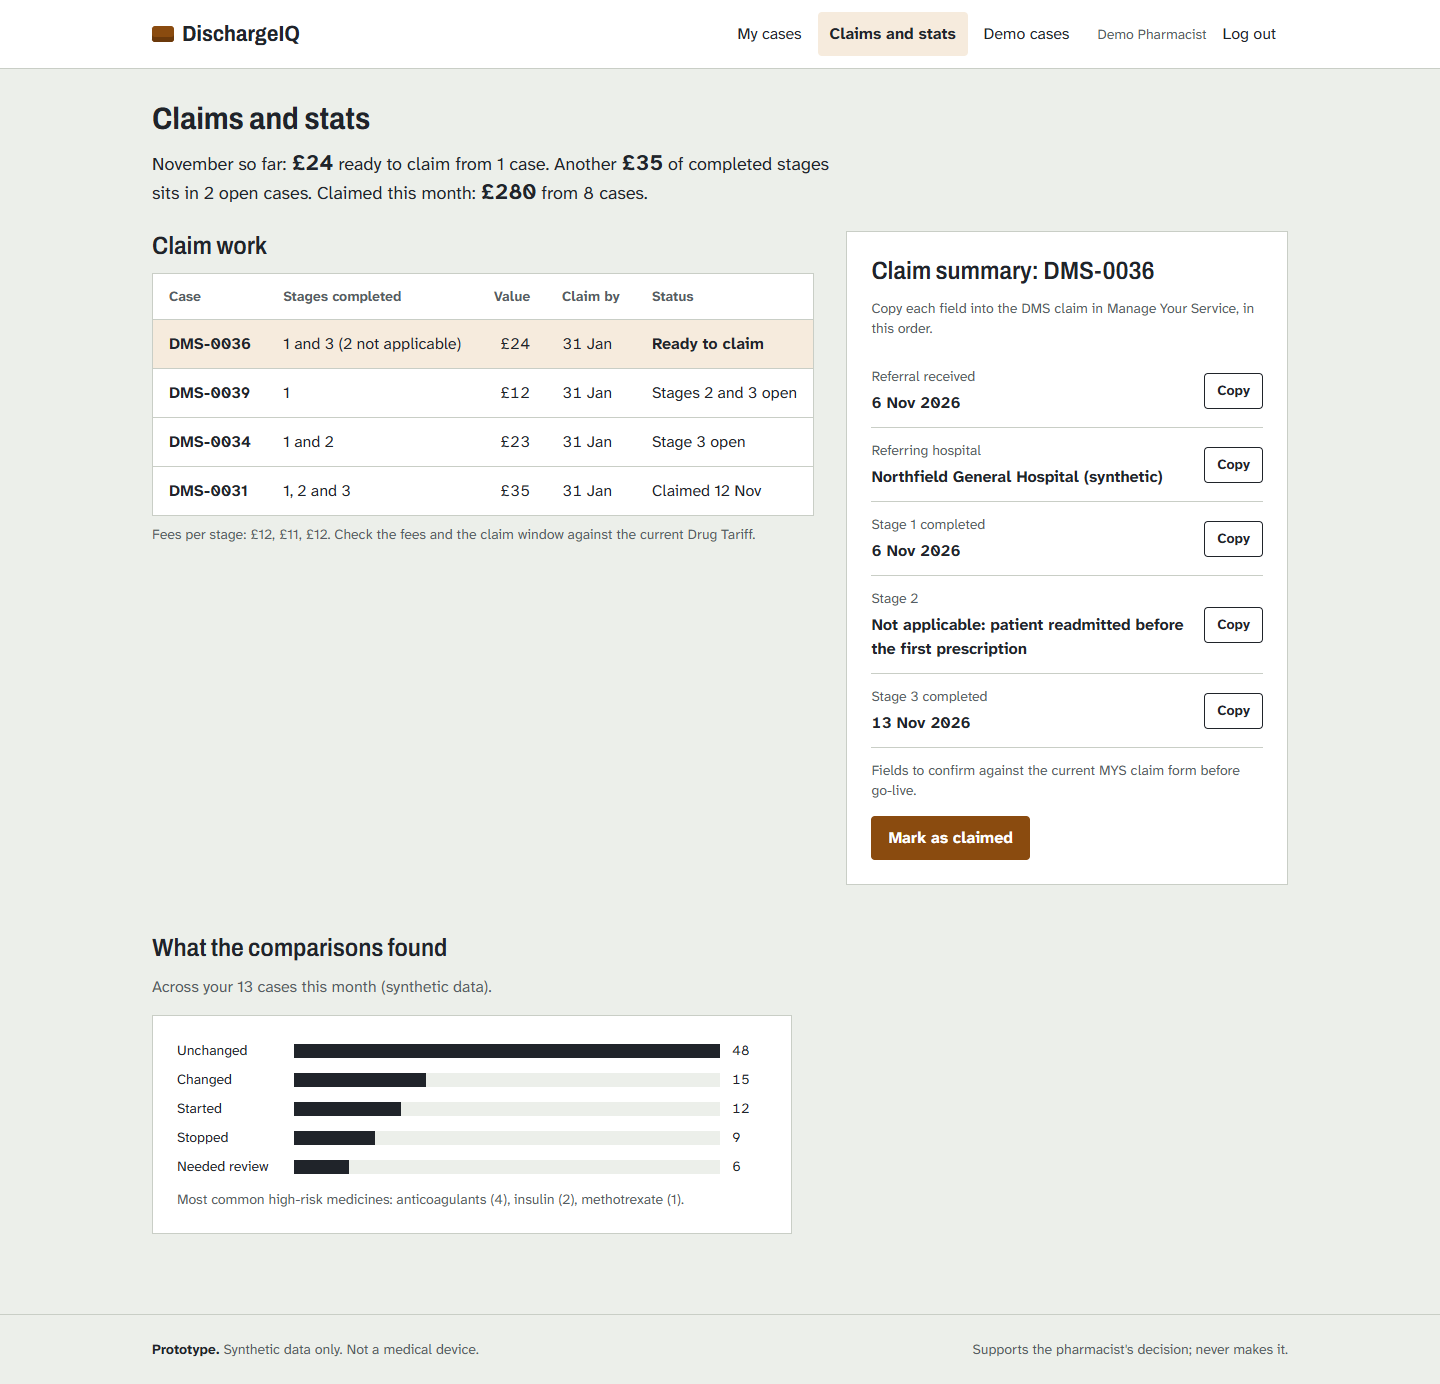 DischargeIQ
My cases
Claims and stats
Demo cases
Demo Pharmacist
Log out
Claims and stats
November so far: £24 ready to claim from 1 case. Another £35 of completed stages
sits in 2 open cases. Claimed this month: £280 from 8 cases.
Claim work
Case Stages completed Value Claim by Status
DMS-0036 1 and 3 (2 not applicable) £24 31 Jan Ready to claim
DMS-0039 1 £12 31 Jan Stages 2 and 3 open
DMS-0034 1 and 2 £23 31 Jan Stage 3 open
DMS-0031 1, 2 and 3 £35 31 Jan Claimed 12 Nov
Fees per stage: £12, £11, £12. Check the fees and the claim window against the current Drug Tariff.
Claim summary: DMS-0036
Copy each field into the DMS claim in Manage Your Service, in
this order.
Referral received
6 Nov 2026
Copy
Referring hospital
Northfield General Hospital (synthetic)
Copy
Stage 1 completed
6 Nov 2026
Copy
Stage 2
Not applicable: patient readmitted before
the first prescription
Copy
Stage 3 completed
13 Nov 2026
Copy
Fields to confirm against the current MYS claim form before
go-live.
Mark as claimed
What the comparisons found
Across your 13 cases this month (synthetic data).
Unchanged 48
Changed 15
Started 12
Stopped 9
Needed review 6
Most common high-risk medicines: anticoagulants (4), insulin (2), methotrexate (1).
Prototype. Synthetic data only. Not a medical device.
Supports the pharmacist's decision; never makes it.